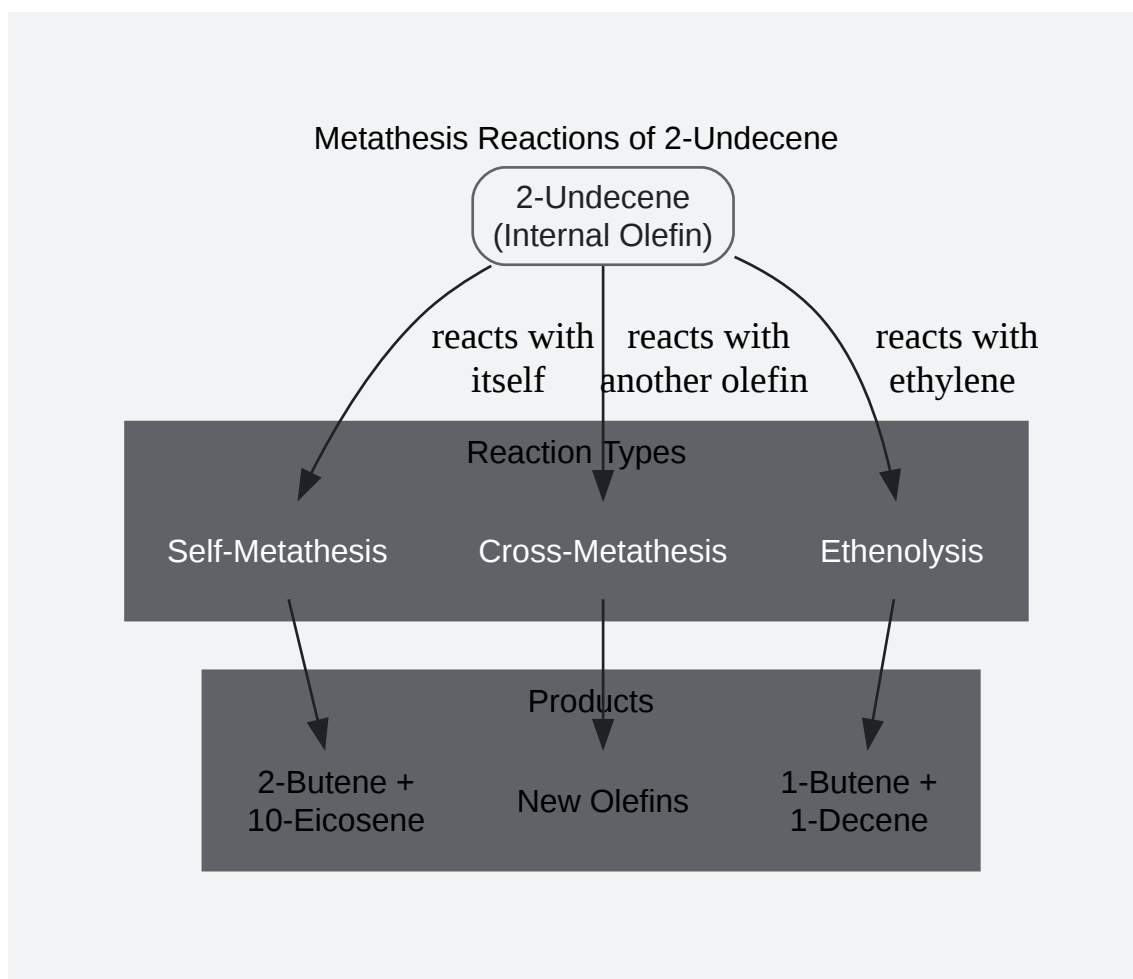 Metathesis Reactions of 2-Undecene
2-Undecene
(Internal Olefin)
reacts with
itself
reacts with
another olefin
reacts with
ethylene
Reaction Types
Self-Metathesis
Cross-Metathesis
Ethenolysis
Products
2-Butene +
10-Eicosene
New Olefins
1-Butene +
1-Decene